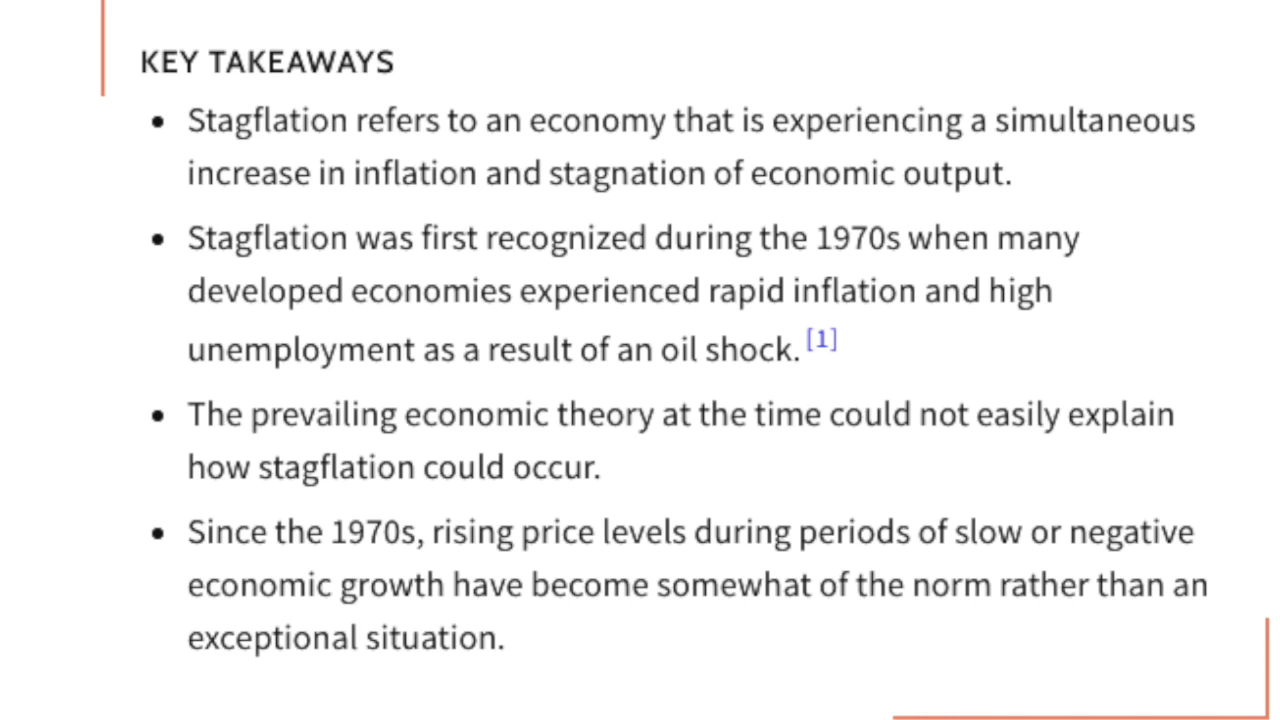 KEY TAKEAWAYS
• Stagflation refers to an economy that is experiencing a simultaneous
increase in inflation and stagnation of economic output.
• Stagflation was first recognized during the 1970s when many
developed economies experienced rapid inflation and high
unemployment as a result of an oil shock. [1]
• The prevailing economic theory at the time could not easily explain
how stagflation could occur.
• Since the 1970s, rising price levels during periods of slow or negative
economic growth have become somewhat of the norm rather than an
exceptional situation.